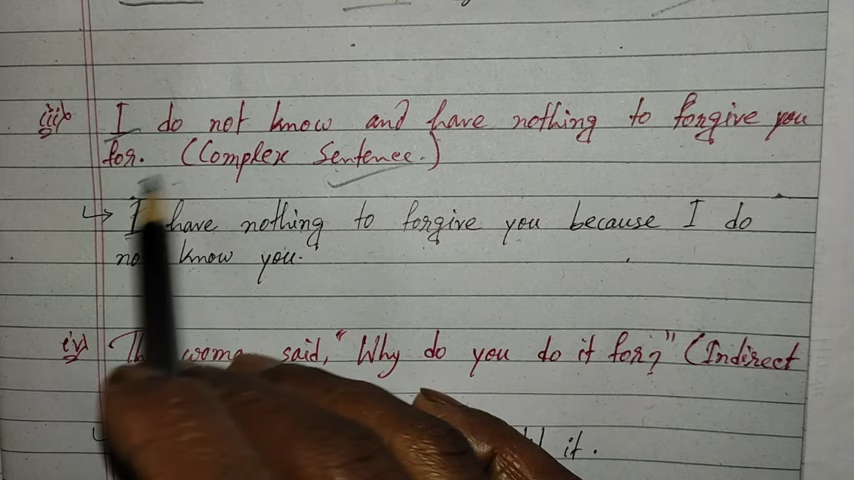 iii) I do not know and have nothing to forgive you
for. (Complex Sentence.)
↳ I have nothing to forgive you because I do
know you.
iv) said, "Why do you do it for?" (Indirect
it.